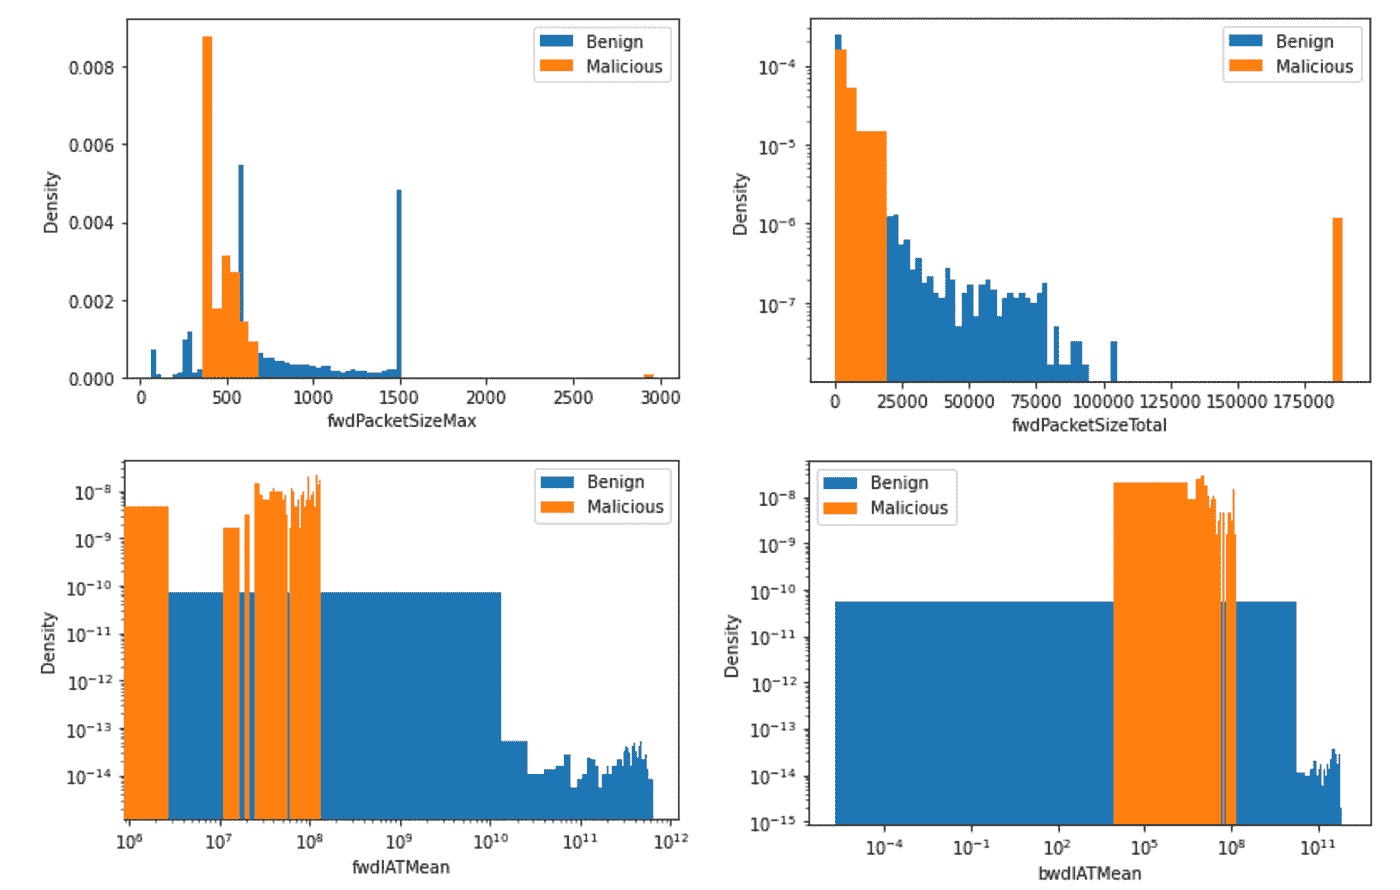 Benign
Malicious
0.008
0.006
0.004
0.002
0.000
Density
0 500 1000 1500 2000 2500 3000
fwdPacketSizeMax
Benign
Malicious
10⁻⁴
10⁻⁵
10⁻⁶
10⁻⁷
Density
0 25000 50000 75000 100000 125000 150000 175000
fwdPacketSizeTotal
Benign
Malicious
10⁻⁸
10⁻⁹
10⁻¹⁰
10⁻¹¹
10⁻¹²
10⁻¹³
10⁻¹⁴
Density
10⁶ 10⁷ 10⁸ 10⁹ 10¹⁰ 10¹¹ 10¹²
fwdIATMean
Benign
Malicious
10⁻⁸
10⁻⁹
10⁻¹⁰
10⁻¹¹
10⁻¹²
10⁻¹³
10⁻¹⁴
10⁻¹⁵
Density
10⁻⁴ 10⁻¹ 10² 10⁵ 10⁸ 10¹¹
bwdIATMean